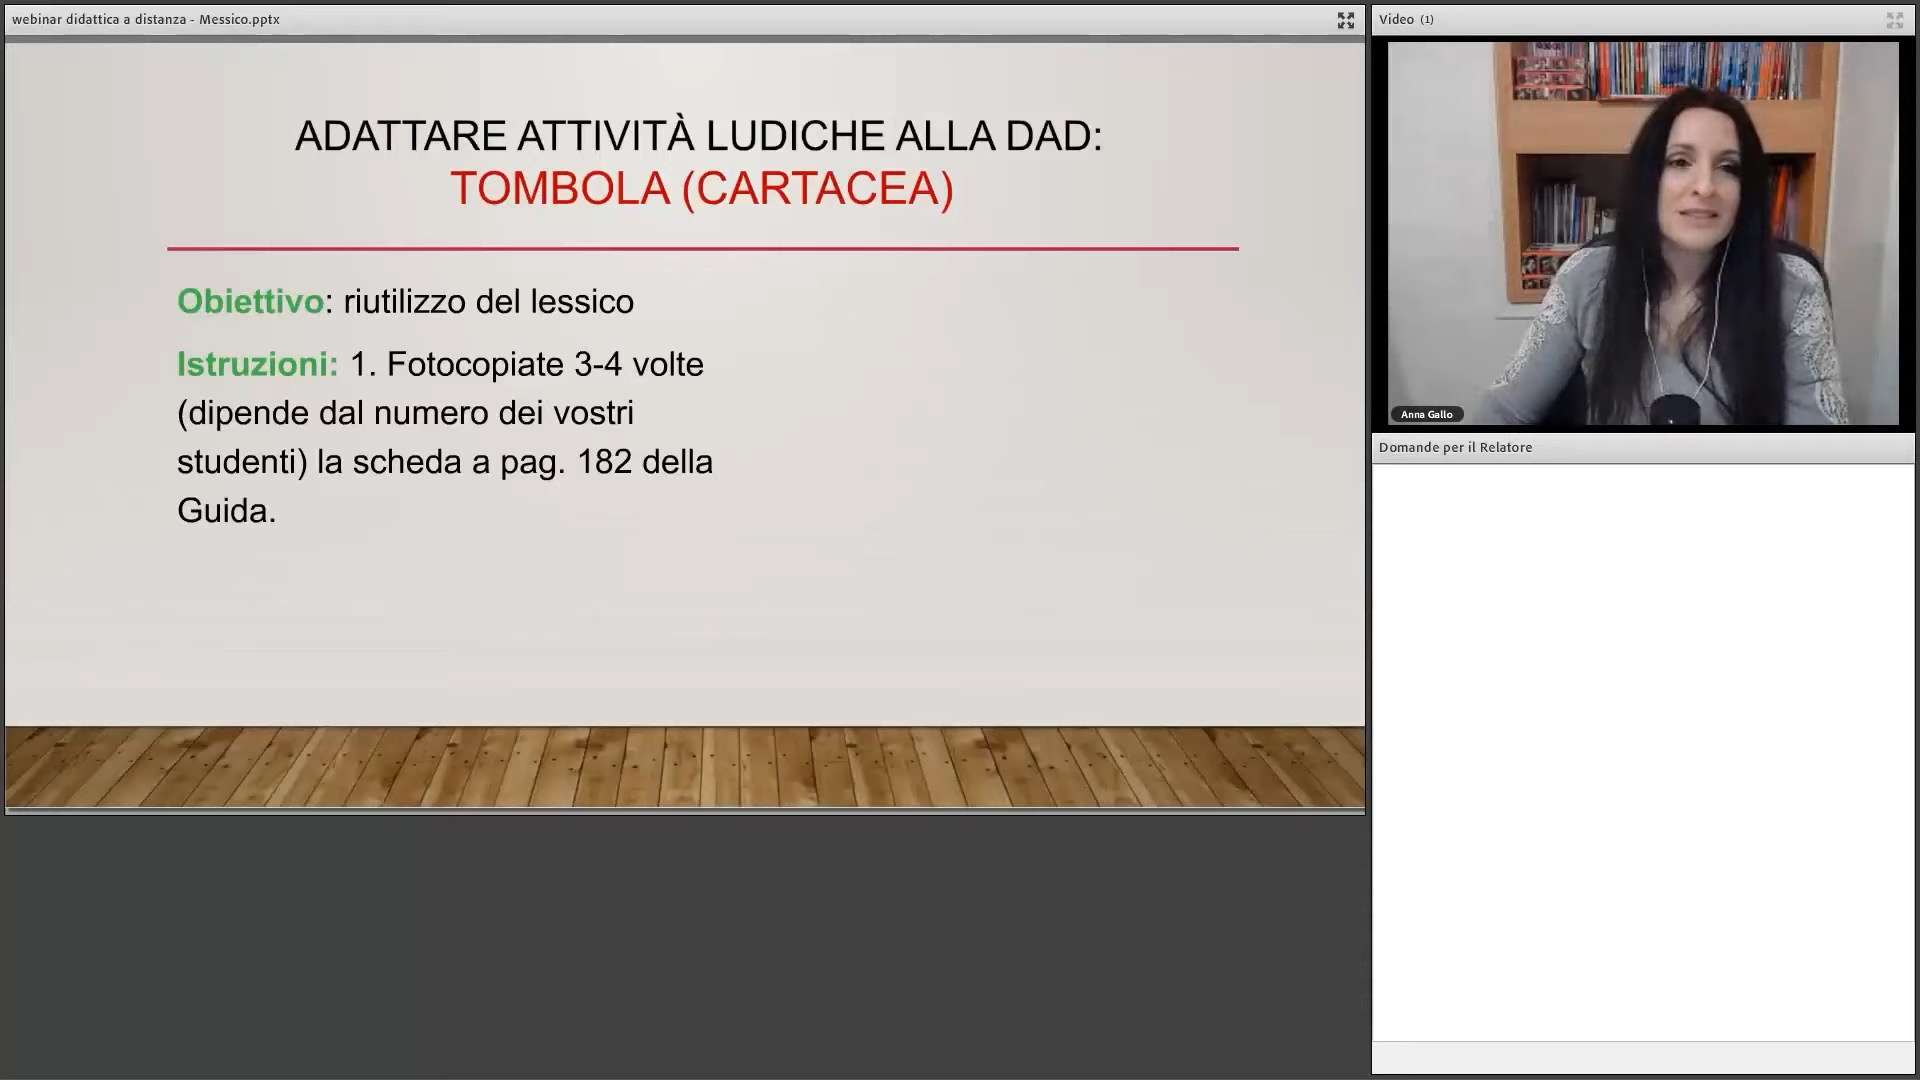 webinar didattica a distanza - Messico.pptx
ADATTARE ATTIVITÀ LUDICHE ALLA DAD:
TOMBOLA (CARTACEA)
Obiettivo: riutilizzo del lessico
Istruzioni: 1. Fotocopiate 3-4 volte
(dipende dal numero dei vostri
studenti) la scheda a pag. 182 della
Guida.
Video (1)
Anna Gallo
Domande per il Relatore